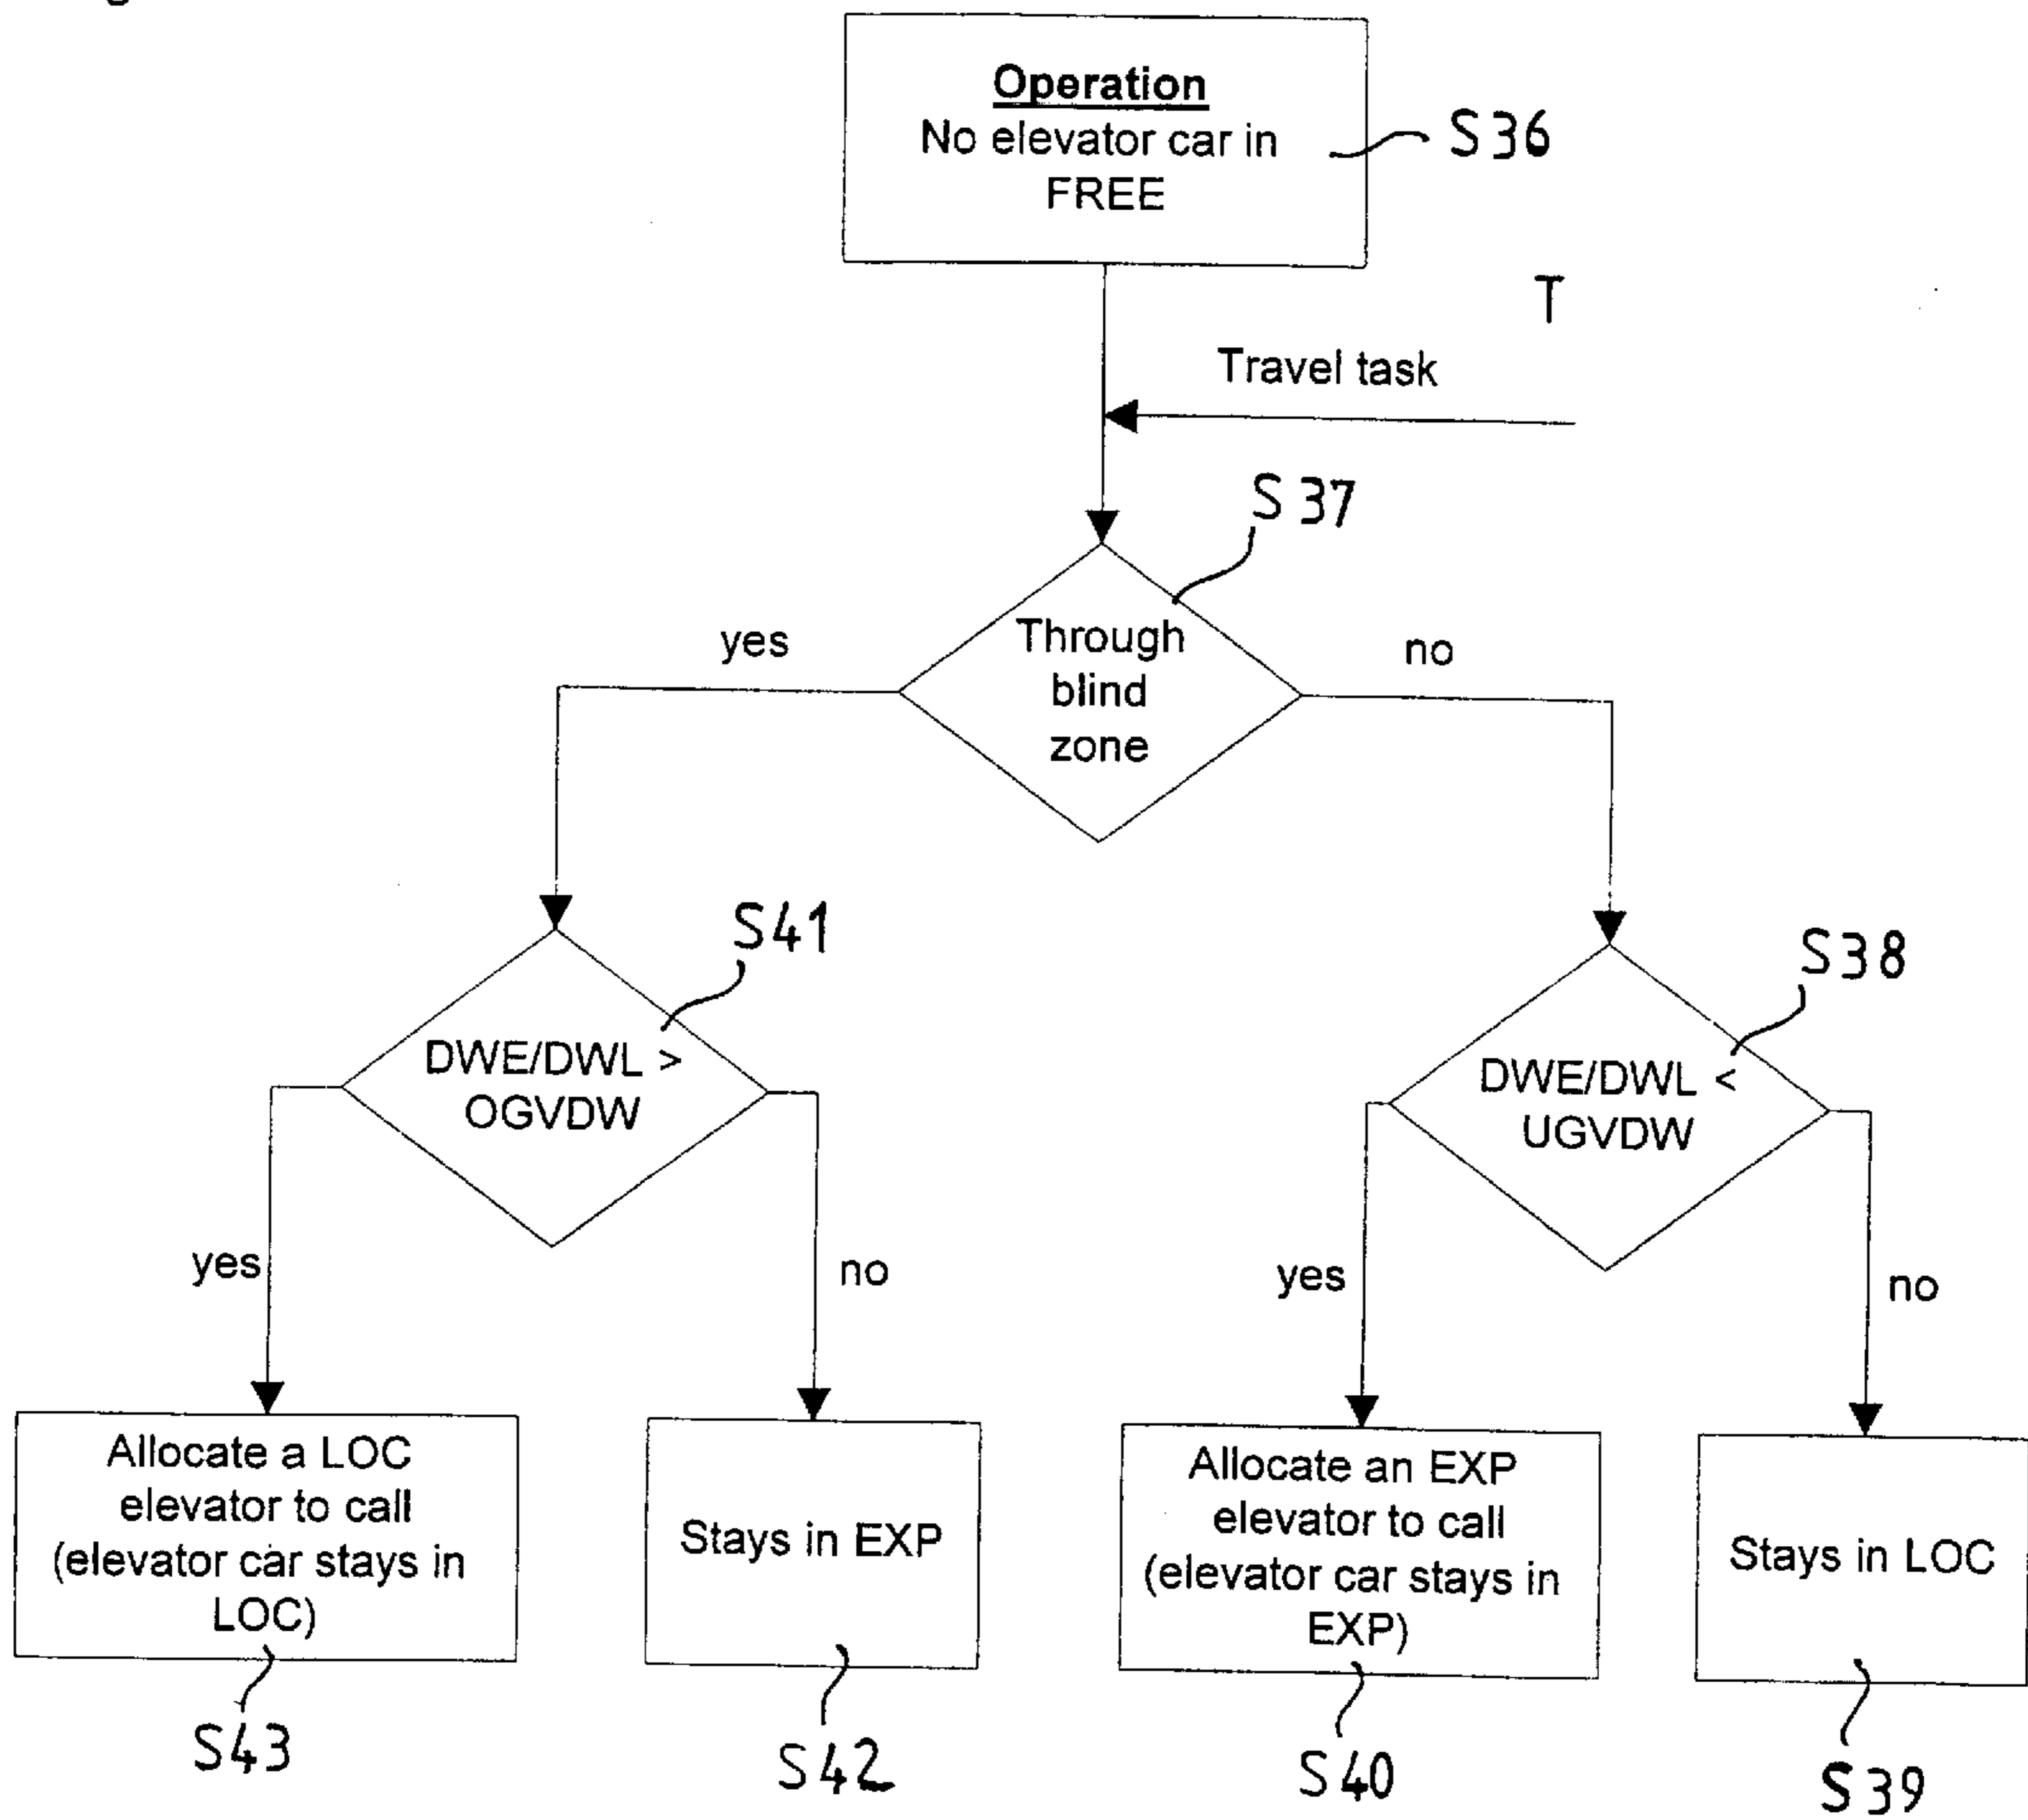 Operation
No elevator car in
FREE
S36
T
Travel task
S37
Through
blind
zone
yes
no
S41
DWE/DWL >
OGVDW
S38
DWE/DWL <
UGVDW
yes
no
yes
no
Allocate a LOC
elevator to call
(elevator car stays in
LOC)
Stays in EXP
Allocate an EXP
elevator to call
(elevator car stays in
EXP)
Stays in LOC
S43
S42
S40
S39